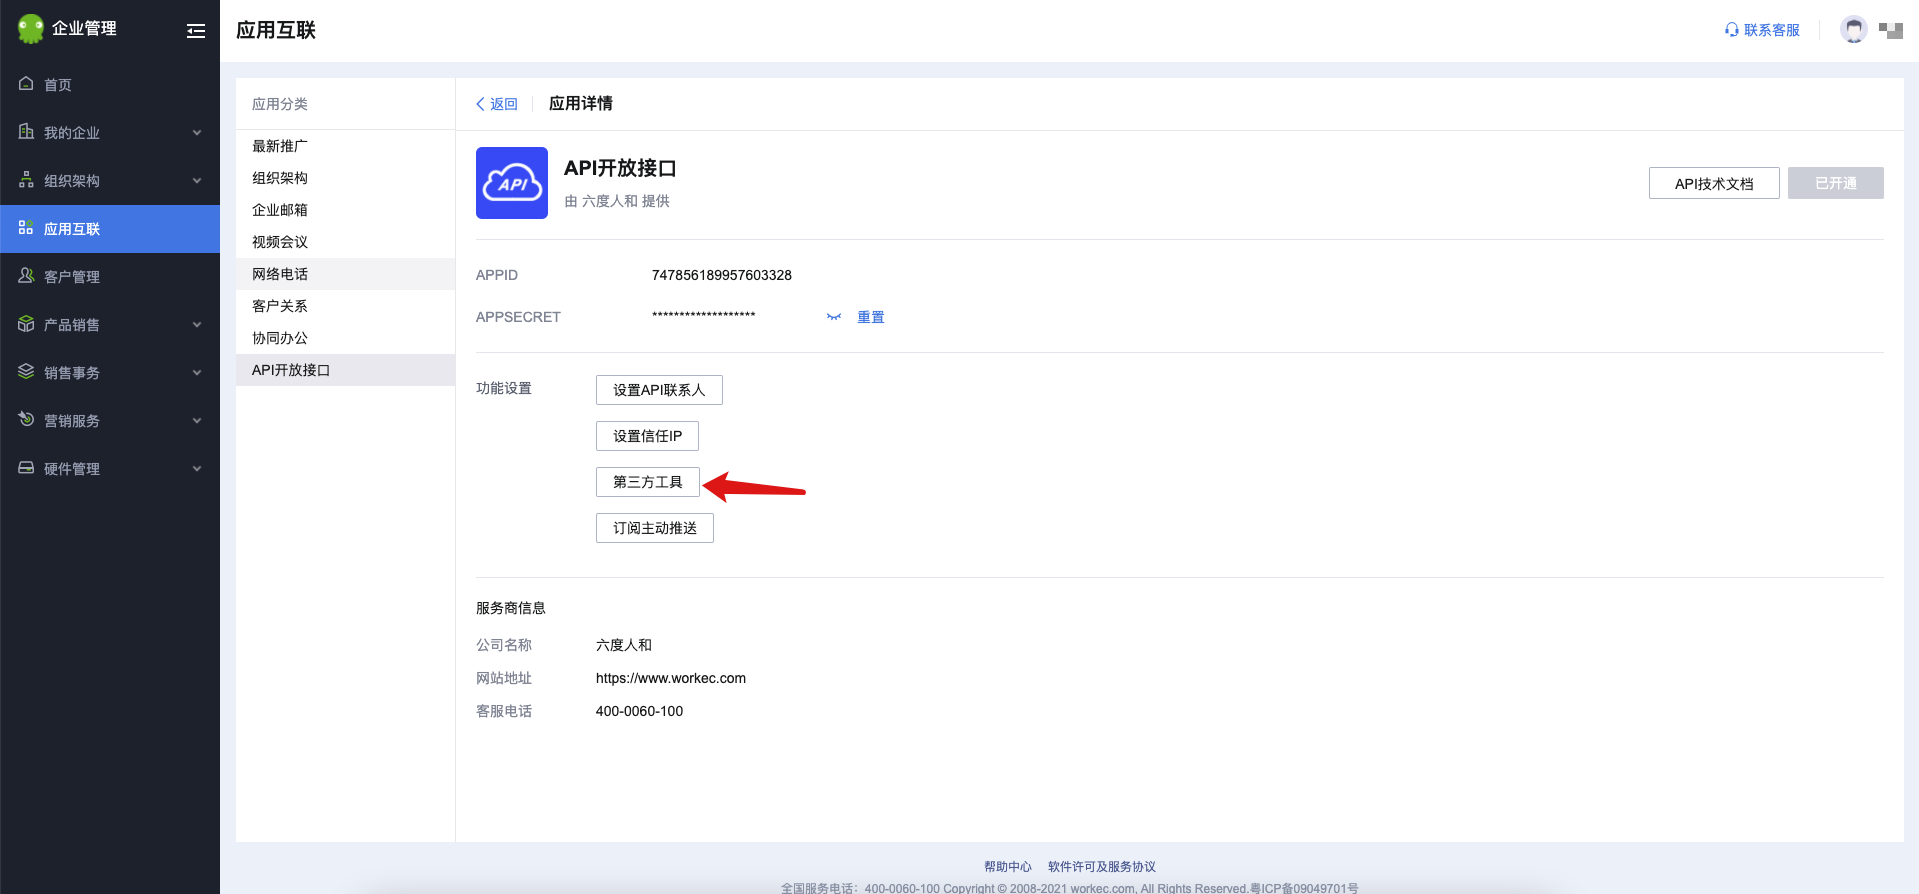 企业管理
首页
我的企业
组织架构
应用互联
客户管理
产品销售
销售事务
营销服务
硬件管理
应用互联
联系客服
应用分类
最新推广
组织架构
企业邮箱
视频会议
网络电话
客户关系
协同办公
API开放接口
返回
应用详情
API
API开放接口
由 六度人和 提供
API技术文档
已开通
APPID 747856189957603328
APPSECRET ******************* 重置
功能设置
设置API联系人
设置信任IP
第三方工具
订阅主动推送
服务商信息
公司名称 六度人和
网站地址 https://www.workec.com
客服电话 400-0060-100
帮助中心 软件许可及服务协议
全国服务电话：400-0060-100 Copyright © 2008-2021 workec.com, All Rights Reserved.粤ICP备09049701号